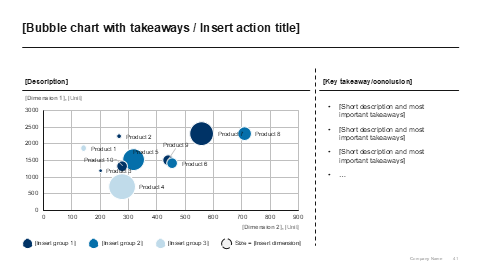 [Bubble chart with takeaways / Insert action title]
[Description]
[Key takeaway/conclusion]
[Dimension 1], [Unit]
3000
2500
2000
1500
1000
500
0
0 100 200 300 400 500 600 700 800 900
Product 1
Product 2
Product 3
Product 4
Product 5
Product 6
Product 8
Product 9
Product 10
[Dimension 2], [Unit]
[Insert group 1]
[Insert group 2]
[Insert group 3]
Size = [Insert dimension]
• [Short description and most
important takeaways]
• [Short description and most
important takeaways]
• [Short description and most
important takeaways]
• ...
Company Name